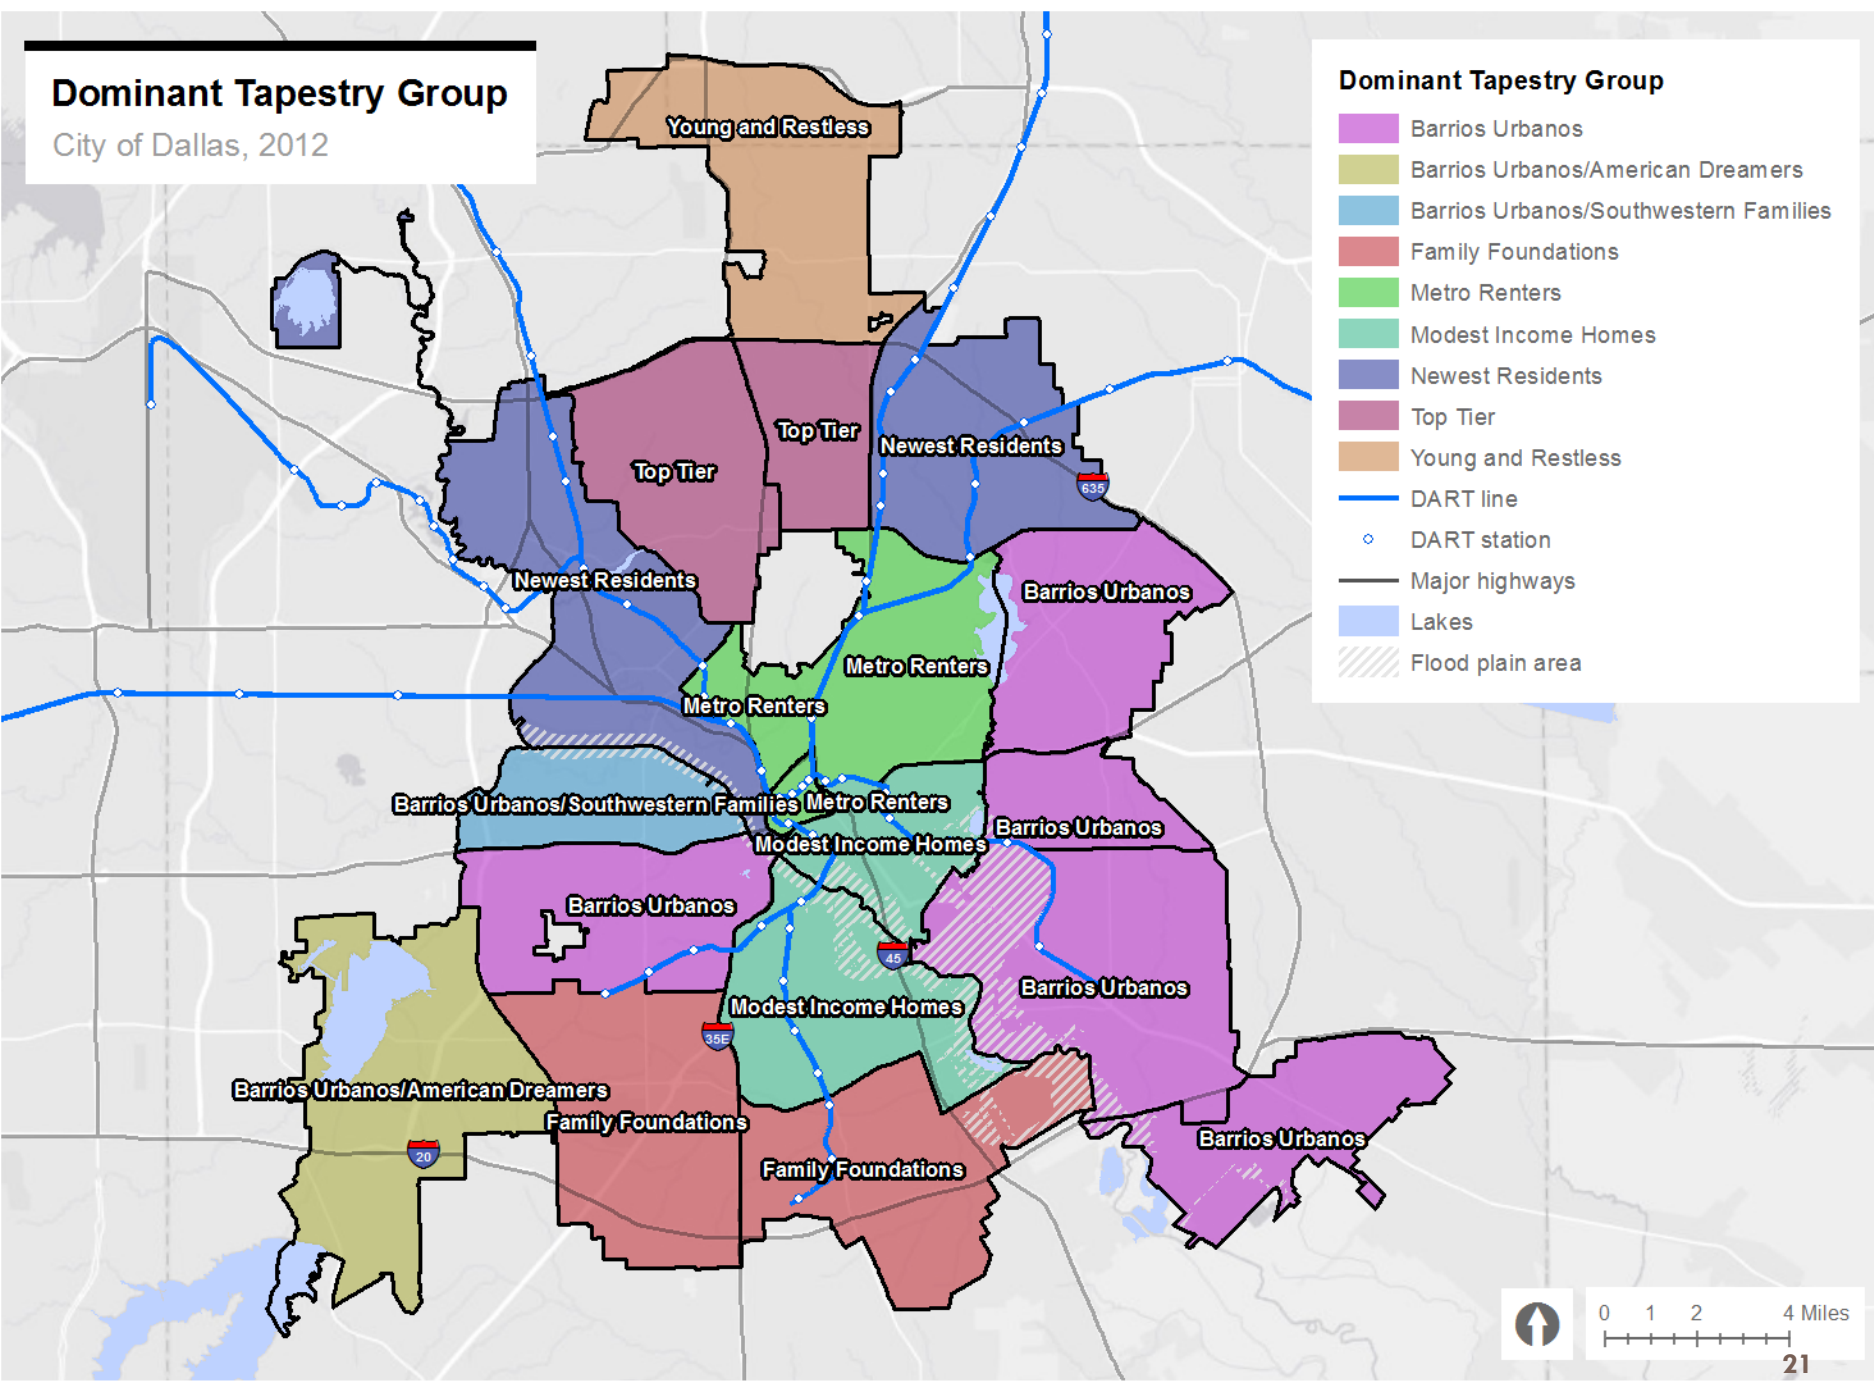 Dominant Tapestry Group
City of Dallas, 2012
Dominant Tapestry Group
Barrios Urbanos
Barrios Urbanos/American Dreamers
Barrios Urbanos/Southwestern Families
Family Foundations
Metro Renters
Modest Income Homes
Newest Residents
Top Tier
Young and Restless
DART line
DART station
Major highways
Lakes
Flood plain area
Young and Restless
Top Tier
Newest Residents
Top Tier
635
Newest Residents
Barrios Urbanos
Metro Renters
Metro Renters
Barrios Urbanos/Southwestern Families
Metro Renters
Barrios Urbanos
Modest Income Homes
Barrios Urbanos
45
Barrios Urbanos
Modest Income Homes
35E
Barrios Urbanos/American Dreamers
Family Foundations
Barrios Urbanos
20
Family Foundations
0 1 2 4 Miles
21